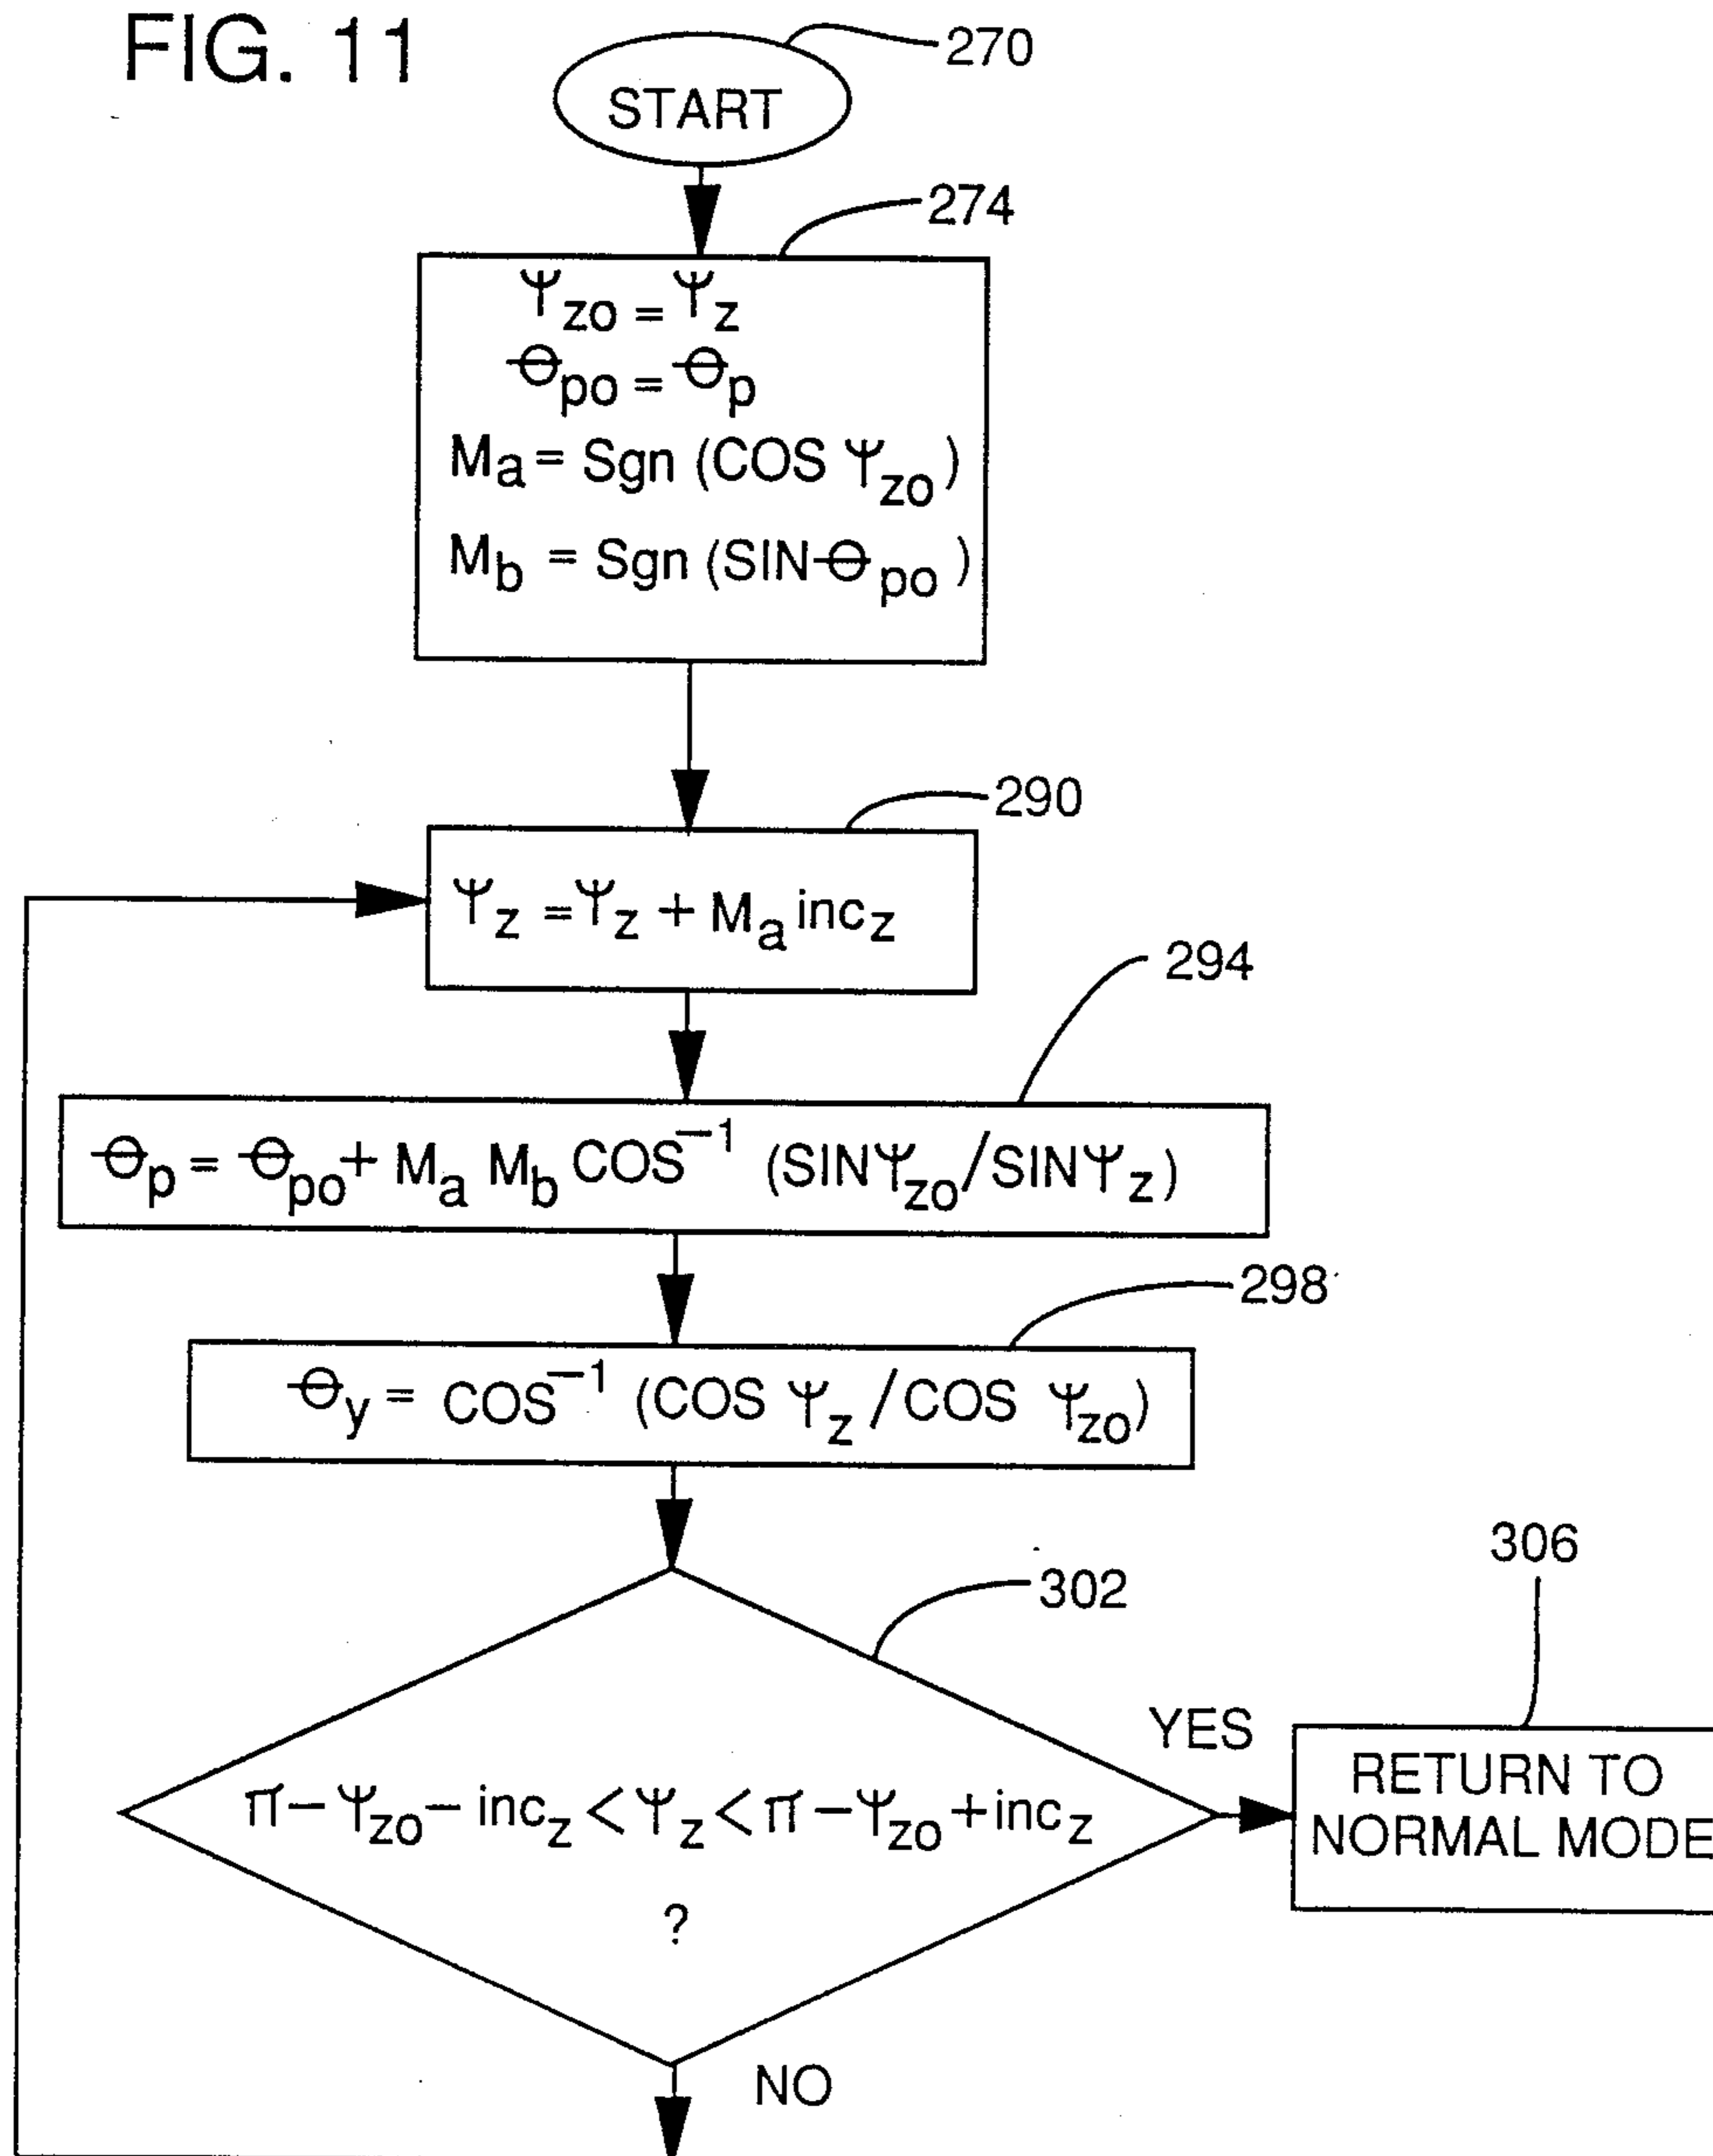 FIG. 11
270
START
274
Ψzo = Ψz
Θpo = Θp
Ma = Sgn (COS Ψzo)
Mb = Sgn (SIN Θpo)
290
Ψz = Ψz + Ma incz
294
Θp = Θpo + Ma Mb COS⁻¹ (SINΨzo/SINΨz)
298
Θy = COS⁻¹ (COS Ψz / COS Ψzo)
302
306
YES
π – Ψzo – incz < Ψz < π – Ψzo + incz
?
RETURN TO
NORMAL MODE
NO